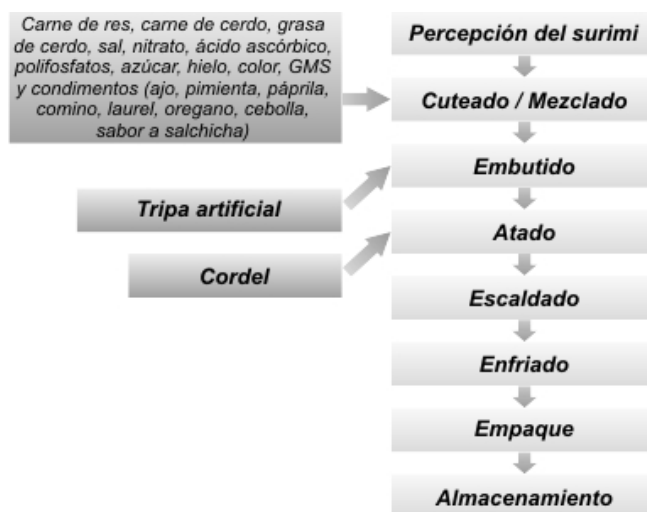 Carne de res, carne de cerdo, grasa
de cerdo, sal, nitrato, ácido ascórbico,
polifosfatos, azúcar, hielo, color, GMS
y condimentos (ajo, pimienta, páprila,
comino, laurel, oregano, cebolla,
sabor a salchicha)
Percepción del surimi
Cuteado / Mezclado
Embutido
Tripa artificial
Atado
Cordel
Escaldado
Enfriado
Empaque
Almacenamiento